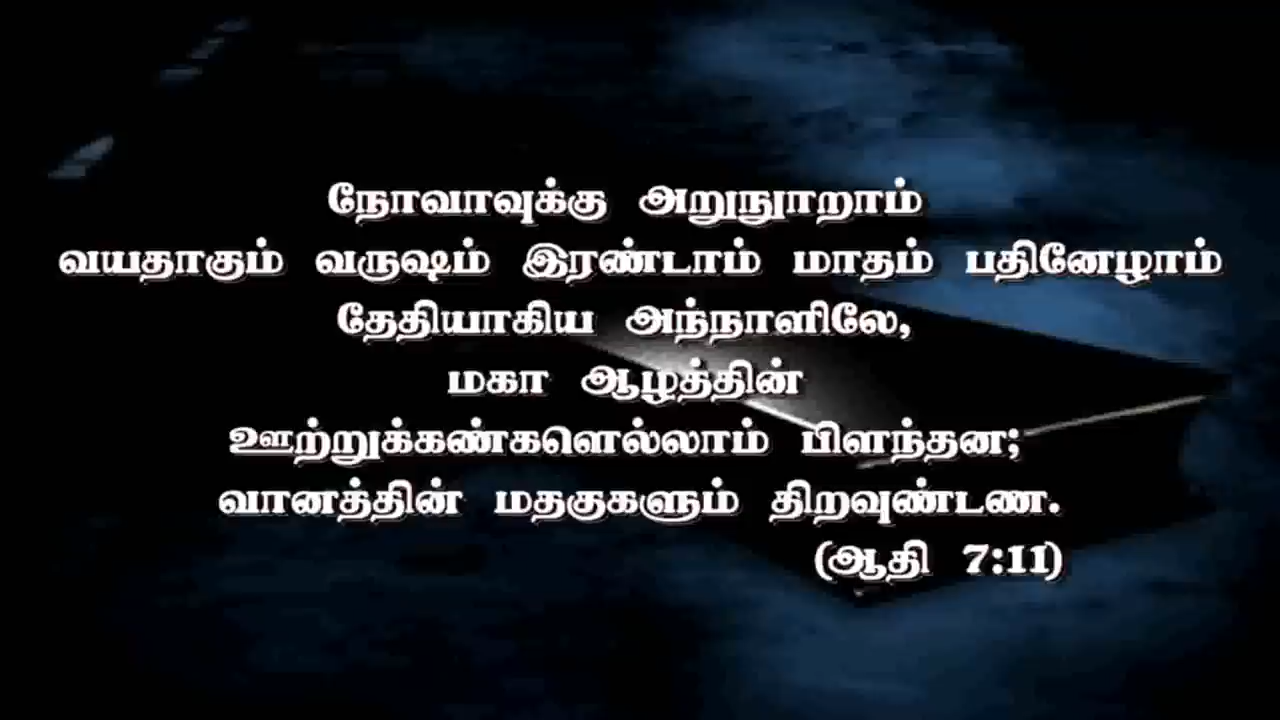 நோவாவுக்கு அறுநூறாம்
வயதாகும் வருஷம் இரண்டாம் மாதம் பதினேழாம்
தேதியாகிய அந்நாளிலே,
மகா ஆழத்தின்
ஊற்றுக்கண்களெல்லாம் பிளந்தன;
வானத்தின் மதகுகளும் திறவுண்டண.
(ஆதி 7:11)